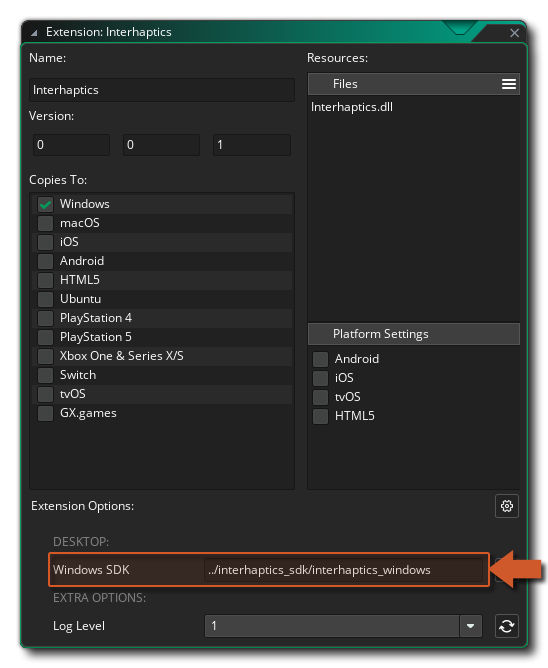 Extension: Interhaptics
Name:
Interhaptics
Version:
0 0 1
Copies To:
Windows
macOS
iOS
Android
HTML5
Ubuntu
PlayStation 4
PlayStation 5
Xbox One & Series X/S
Switch
tvOS
GX.games
Resources:
Files
Interhaptics.dll
Platform Settings
Android
iOS
tvOS
HTML5
Extension Options:
DESKTOP:
Windows SDK ../interhaptics_sdk/interhaptics_windows
EXTRA OPTIONS:
Log Level 1